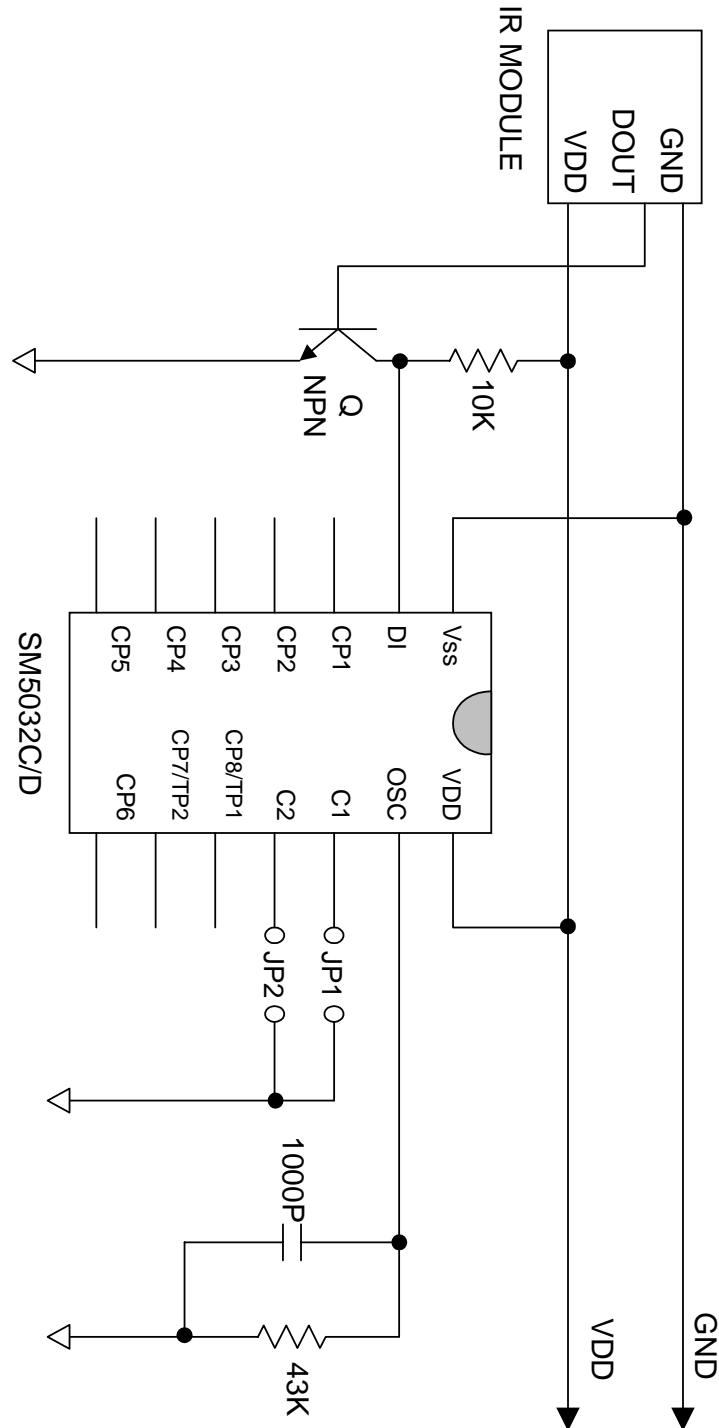 IR MODULE
GND
DOUT
VDD
10K
Q
NPN
Vss
DI
CP1
CP2
CP3
CP4
CP5
VDD
OSC
C1
C2
CP8/TP1
CP7/TP2
CP6
SM5032C/D
JP1
JP2
1000P
43K
GND
VDD